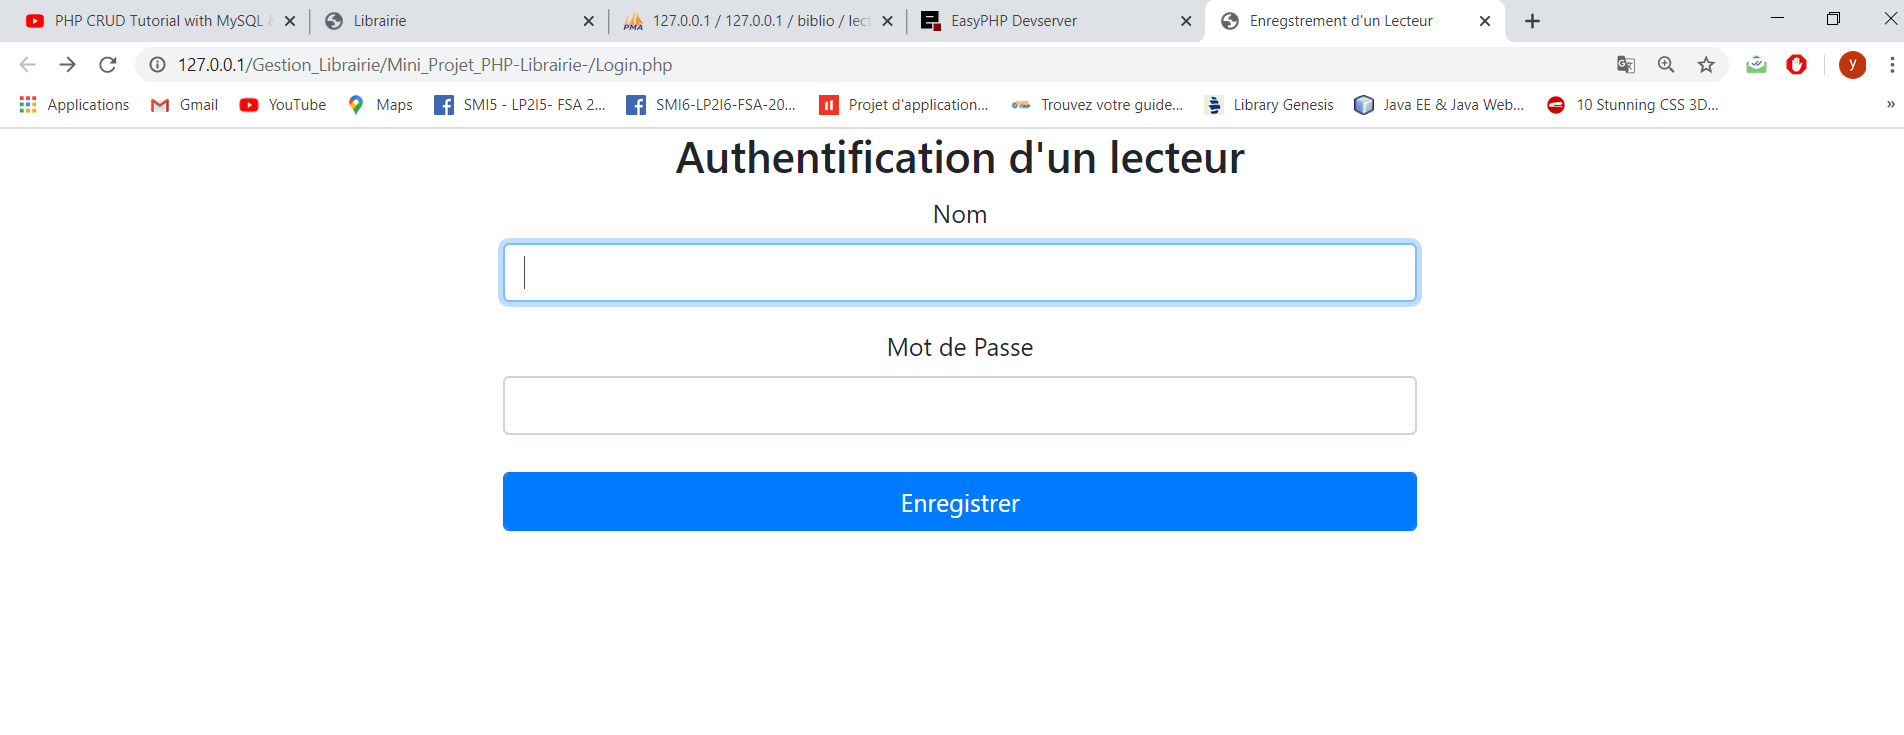 PHP CRUD Tutorial with MySQL &
Librairie
127.0.0.1 / 127.0.0.1 / biblio / lect
EasyPHP Devserver
Enregstrement d'un Lecteur
127.0.0.1/Gestion_Librairie/Mini_Projet_PHP-Librairie-/Login.php
y
Applications
Gmail
YouTube
Maps
SMI5 - LP2I5- FSA 2...
SMI6-LP2I6-FSA-20...
Projet d'application...
Trouvez votre guide...
Library Genesis
Java EE & Java Web...
10 Stunning CSS 3D...
»
Authentification d'un lecteur
Nom
Mot de Passe
Enregistrer